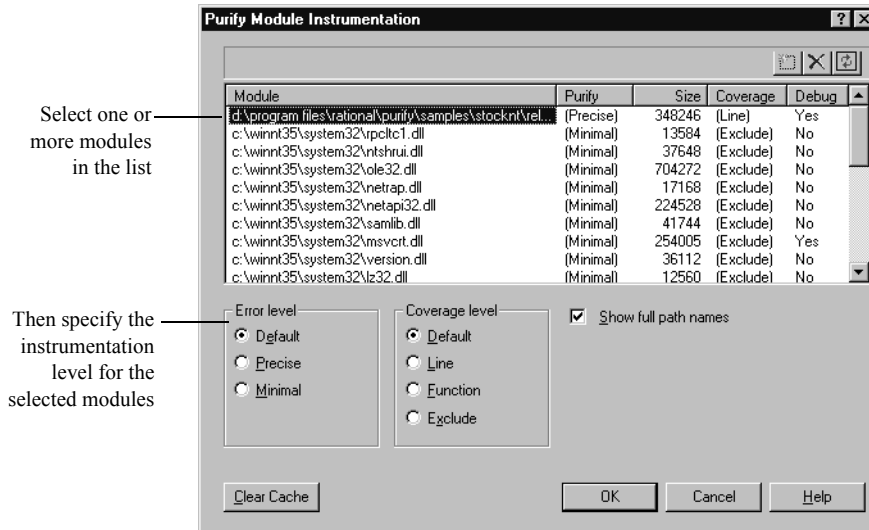 Purify Module Instrumentation
Module Purify Size Coverage Debug
d:\program files\rational\purify\samples\stocknt\rel... (Precise) 348246 (Line) Yes
c:\winnt35\system32\rpcltc1.dll (Minimal) 13584 (Exclude) No
c:\winnt35\system32\ntshrui.dll (Minimal) 37648 (Exclude) No
c:\winnt35\system32\ole32.dll (Minimal) 704272 (Exclude) No
c:\winnt35\system32\netrap.dll (Minimal) 17168 (Exclude) No
c:\winnt35\system32\netapi32.dll (Minimal) 224528 (Exclude) No
c:\winnt35\system32\samlib.dll (Minimal) 41744 (Exclude) No
c:\winnt35\system32\msvcrt.dll (Minimal) 254005 (Exclude) Yes
c:\winnt35\system32\version.dll (Minimal) 36112 (Exclude) No
c:\winnt35\system32\lz32.dll (Minimal) 12560 (Exclude) No
Select one or
more modules
in the list
Error level
Default
Precise
Minimal
Coverage level
Default
Line
Function
Exclude
Show full path names
Then specify the
instrumentation
level for the
selected modules
Clear Cache
OK
Cancel
Help